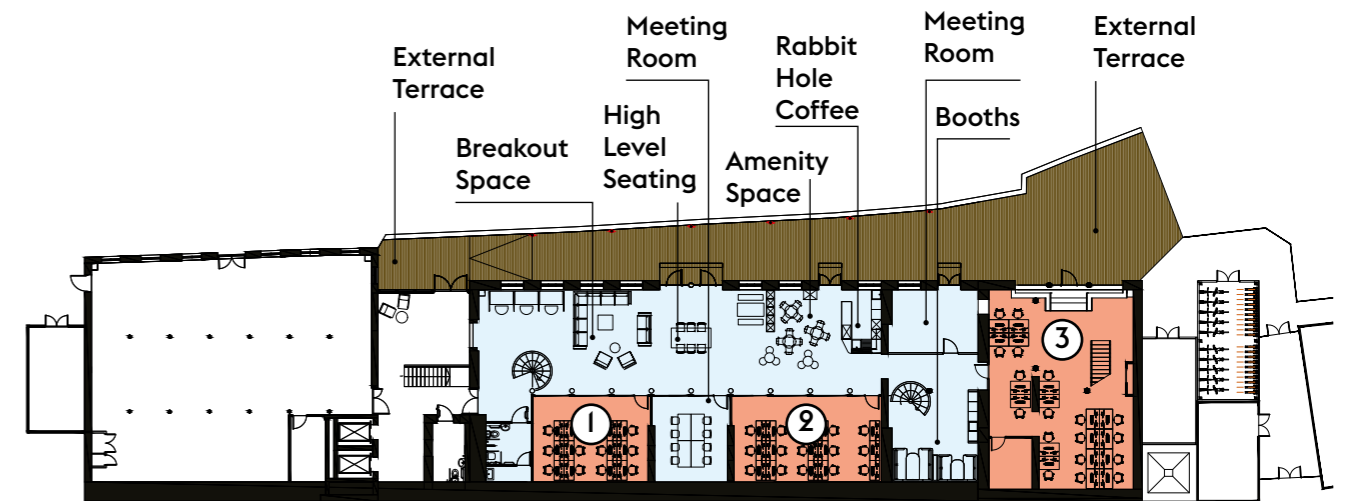 External
Terrace
Breakout
Space
High
Level
Seating
Meeting
Room
Amenity
Space
Rabbit
Hole
Coffee
Meeting
Room
Booths
External
Terrace
1
2
3